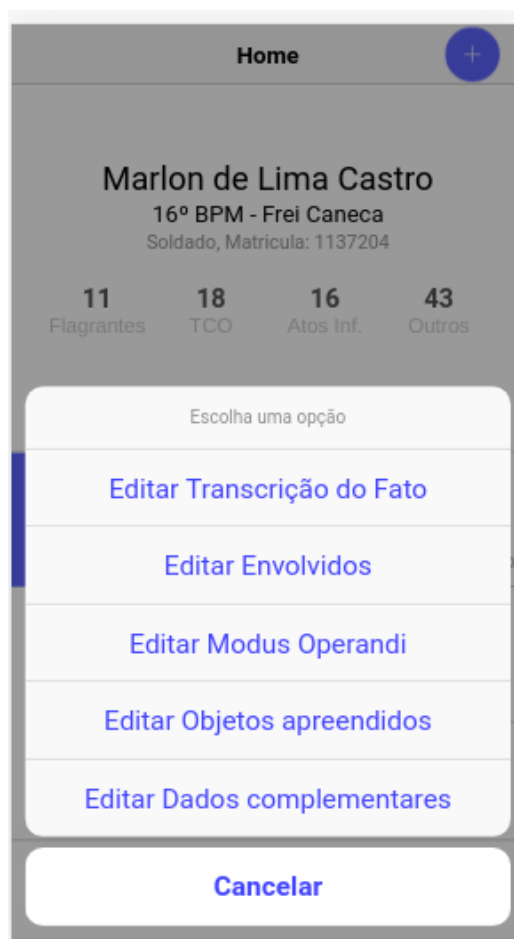 Home
+
Marlon de Lima Castro
16º BPM - Frei Caneca
Soldado, Matricula: 1137204
11 18 16 43
Flagrantes TCO Atos Inf. Outros
Escolha uma opção
Editar Transcrição do Fato
Editar Envolvidos
Editar Modus Operandi
Editar Objetos apreendidos
Editar Dados complementares
Cancelar